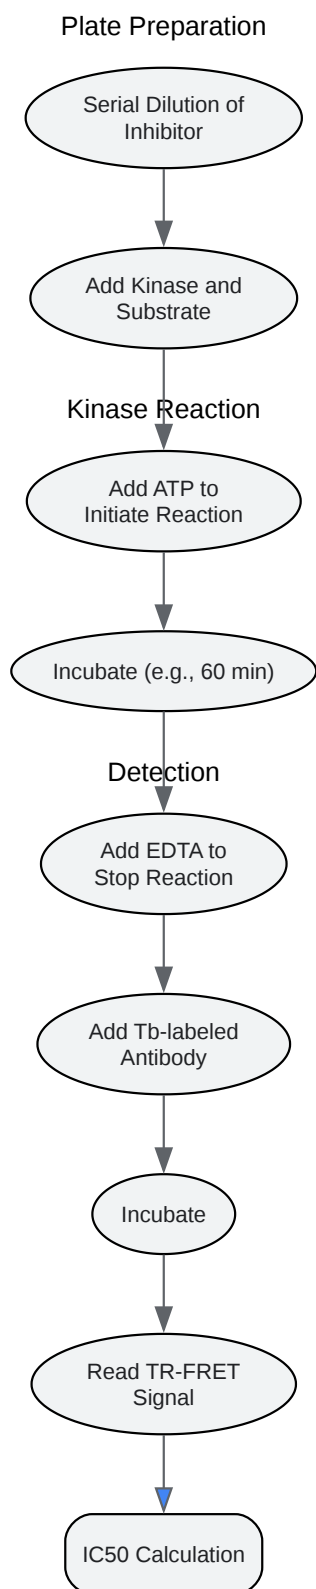 Plate Preparation
Serial Dilution of
Inhibitor
Add Kinase and
Substrate
Kinase Reaction
Add ATP to
Initiate Reaction
Incubate (e.g., 60 min)
Detection
Add EDTA to
Stop Reaction
Add Tb-labeled
Antibody
Incubate
Read TR-FRET
Signal
IC50 Calculation